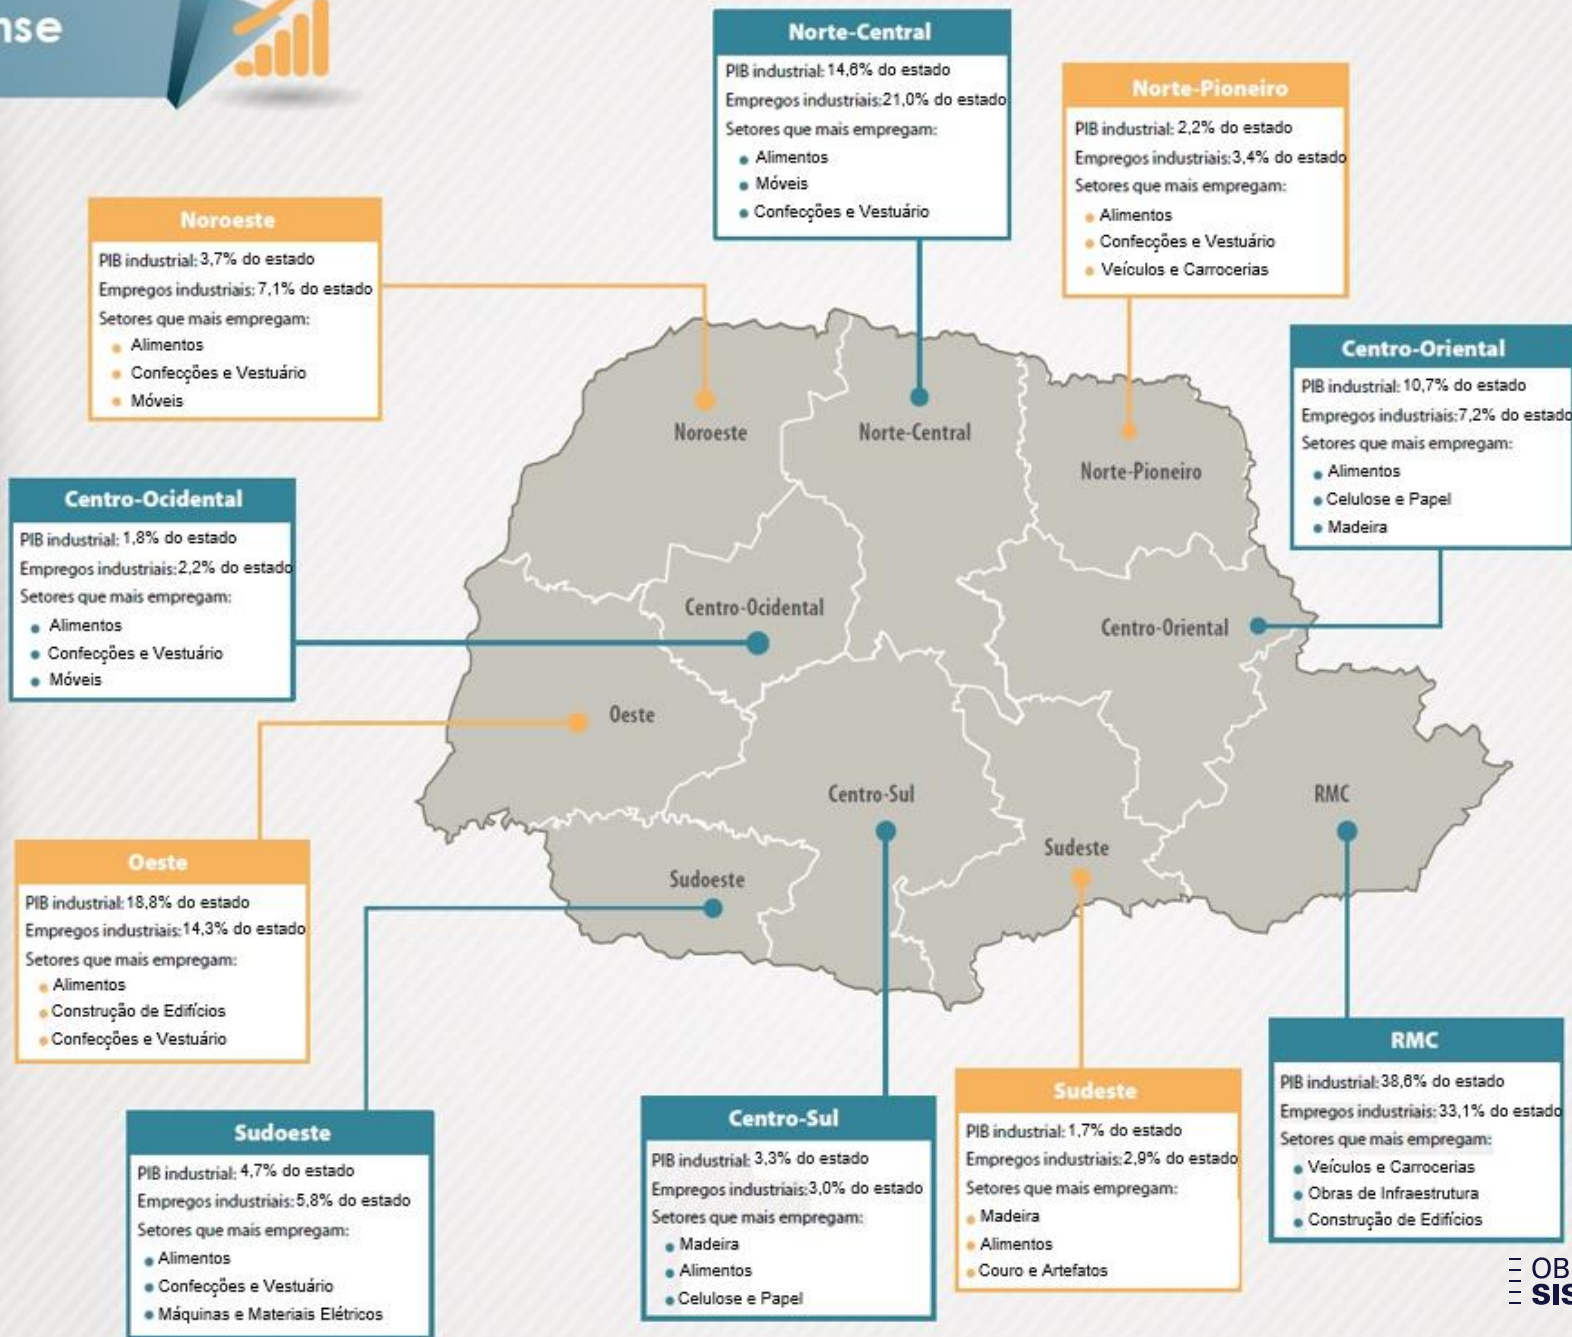 nse
Norte-Central
PIB industrial: 14,6% do estado
Empregos industriais:21,0% do estado
Setores que mais empregam:
Alimentos
Móveis
Confecções e Vestuário
Norte-Pioneiro
PIB industrial: 2,2% do estado
Empregos industriais:3,4% do estado
Setores que mais empregam:
Alimentos
Confecções e Vestuário
Veículos e Carrocerias
Noroeste
PIB industrial: 3,7% do estado
Empregos industriais: 7,1% do estado
Setores que mais empregam:
Alimentos
Confecções e Vestuário
Móveis
Centro-Oriental
PIB industrial: 10,7% do estado
Empregos industriais:7,2% do estado
Setores que mais empregam:
Alimentos
Celulose e Papel
Madeira
Centro-Ocidental
PIB industrial: 1,8% do estado
Empregos industriais:2,2% do estado
Setores que mais empregam:
Alimentos
Confecções e Vestuário
Móveis
Noroeste
Norte-Central
Norte-Pioneiro
Centro-Ocidental
Centro-Oriental
Oeste
Centro-Sul
RMC
Sudeste
Sudoeste
Oeste
PIB industrial: 18,8% do estado
Empregos industriais:14,3% do estado
Setores que mais empregam:
Alimentos
Construção de Edifícios
Confecções e Vestuário
Sudoeste
PIB industrial: 4,7% do estado
Empregos industriais:5,8% do estado
Setores que mais empregam:
Alimentos
Confecções e Vestuário
Máquinas e Materiais Elétricos
Centro-Sul
PIB industrial: 3,3% do estado
Empregos industriais:3,0% do estado
Setores que mais empregam:
Madeira
Alimentos
Celulose e Papel
Sudeste
PIB industrial: 1,7% do estado
Empregos industriais:2,9% do estado
Setores que mais empregam:
Madeira
Alimentos
Couro e Artefatos
RMC
PIB industrial: 38,6% do estado
Empregos industriais: 33,1% do estado
Setores que mais empregam:
Veículos e Carrocerias
Obras de Infraestrutura
Construção de Edifícios
OB
SIS